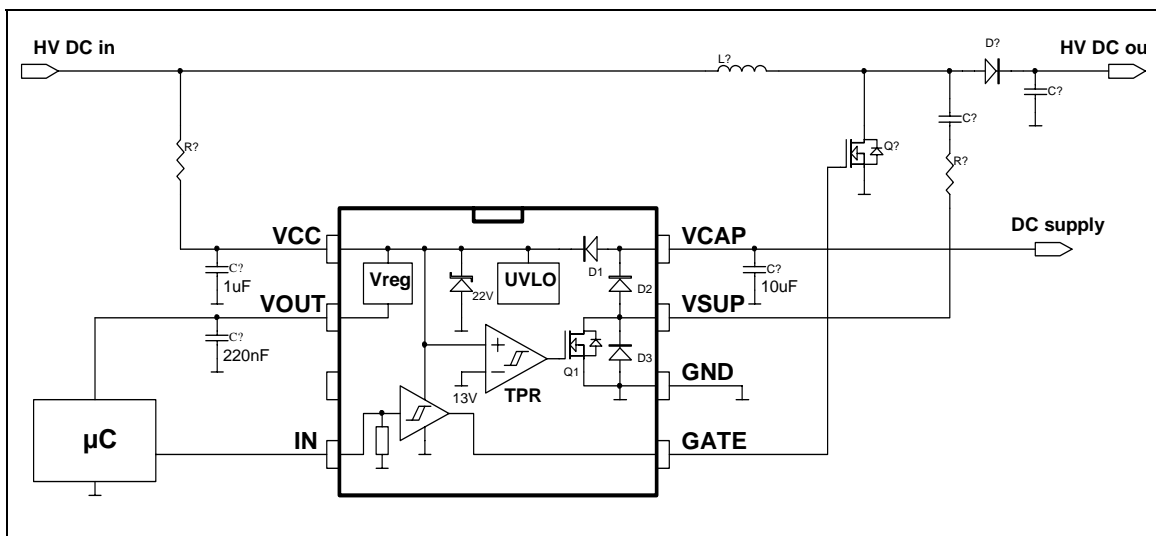 HV DC in
L?
D?
HV DC ou
C?
C?
R?
Q?
R?
VCC
VCAP
DC supply
C?
1uF
Vreg
22V
UVLO
D1
D2
C?
10uF
VOUT
VSUP
C?
220nF
Q1
D3
13V
TPR
GND
µC
IN
GATE